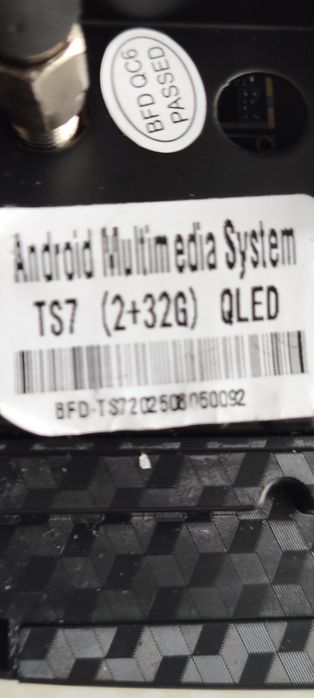 BFD QC6
PASSED
Android Multimedia System
TS7 (2+32G) QLED
BFD-TS7202508050092